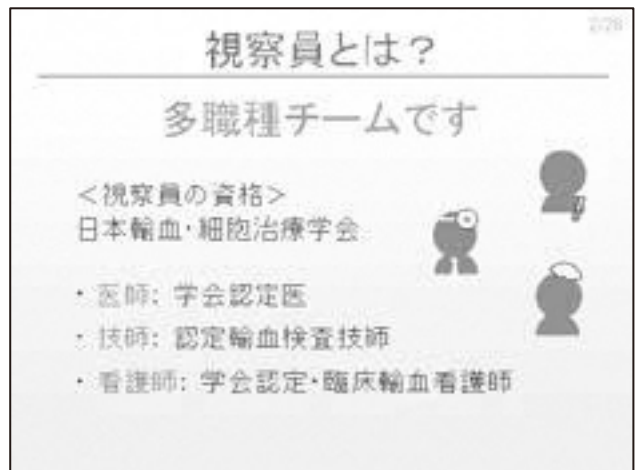 2/28
視察員とは?
多職種チームです
<視察員の資格>
日本輸血・細胞治療学会
・医師: 学会認定医
・技師: 認定輸血検査技師
・看護師: 学会認定・臨床輸血看護師